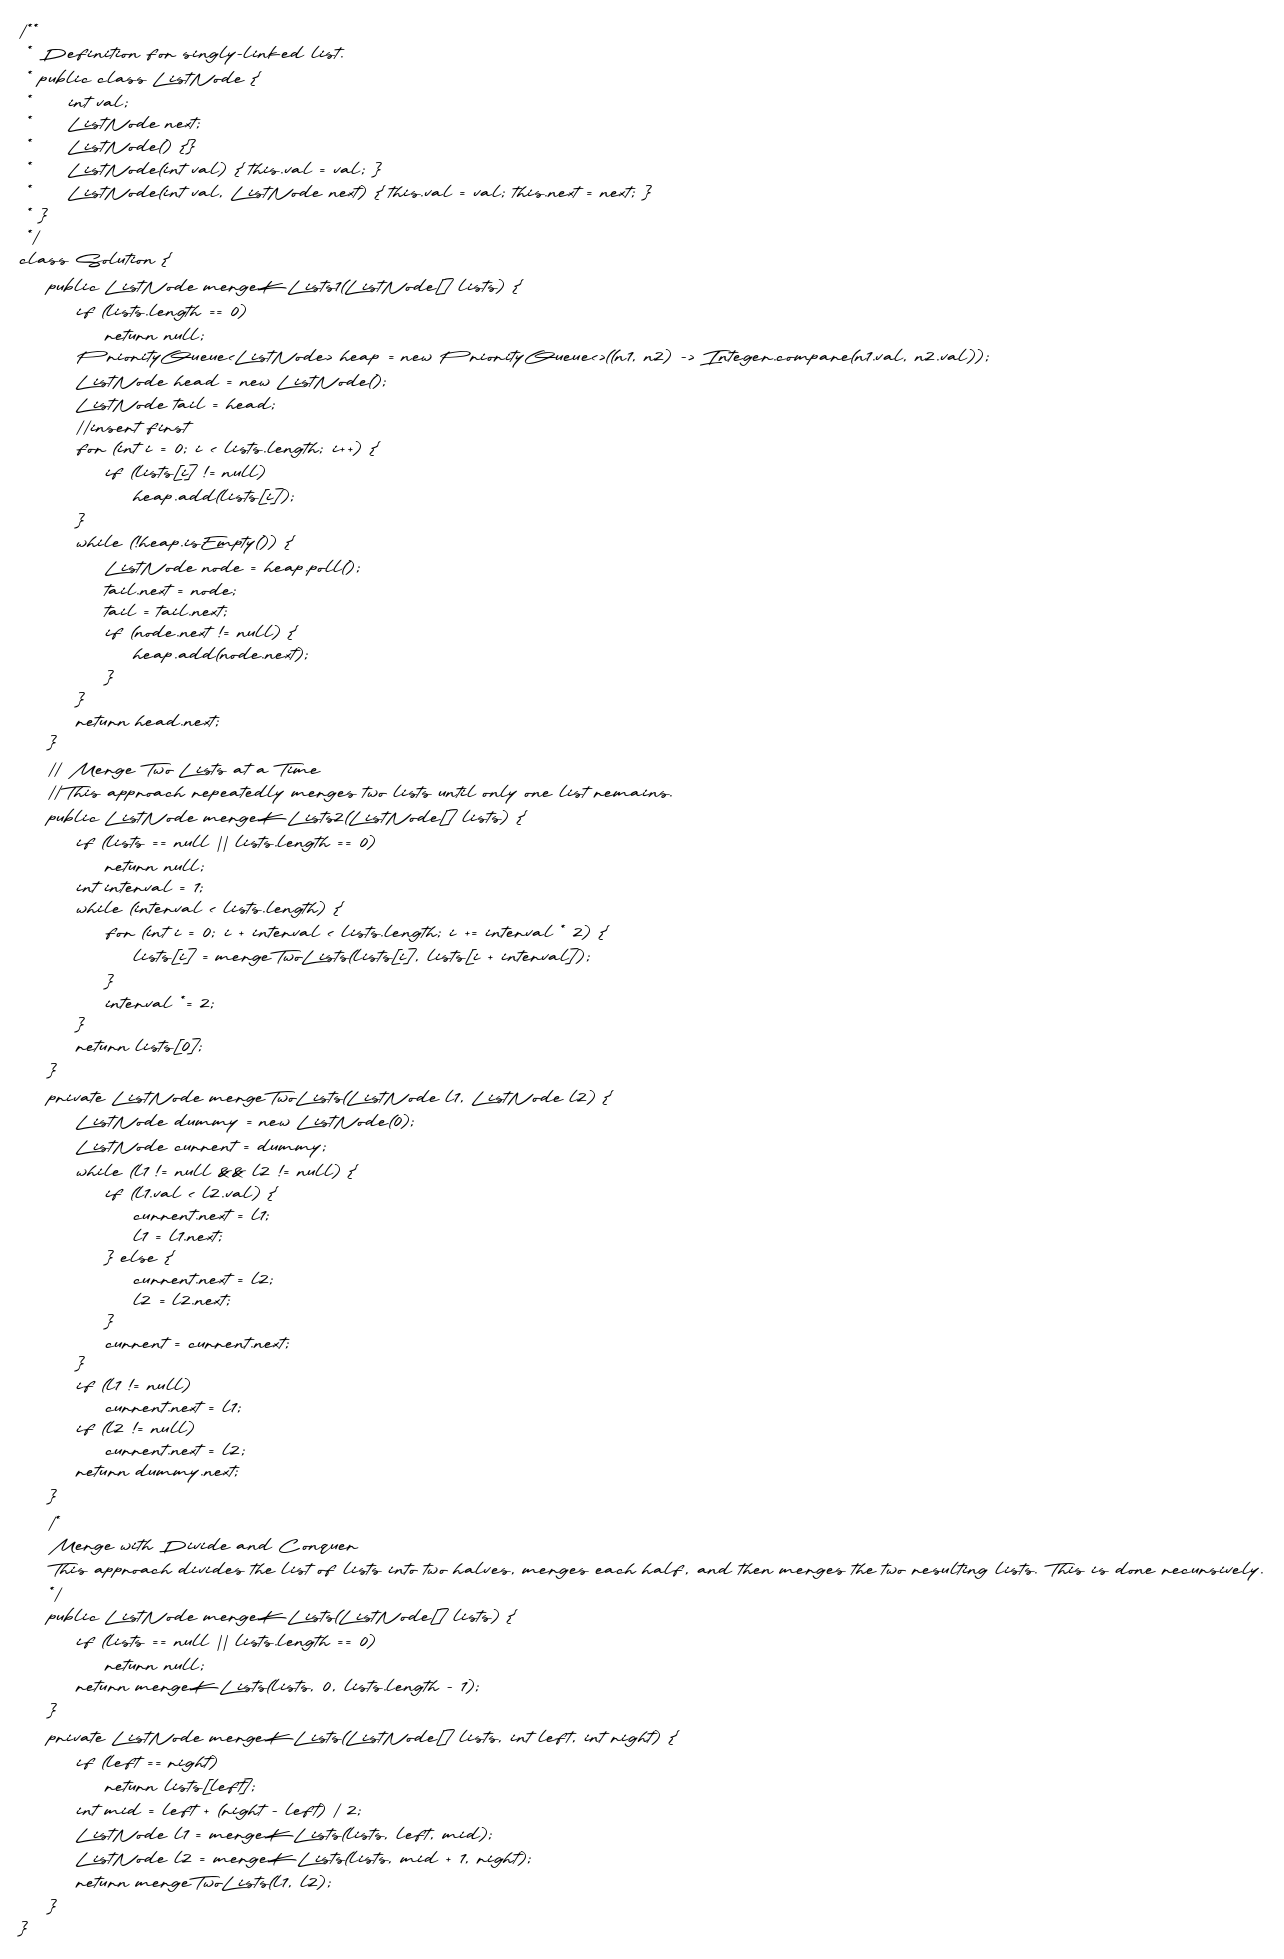 /**
 * Definition for singly-linked list.
 * public class ListNode {
 *     int val;
 *     ListNode next;
 *     ListNode() {}
 *     ListNode(int val) { this.val = val; }
 *     ListNode(int val, ListNode next) { this.val = val; this.next = next; }
 * }
 */
class Solution {
    public ListNode mergeKLists1(ListNode[] lists) {
        if (lists.length == 0)
            return null;
        PriorityQueue<ListNode> heap = new PriorityQueue<>((n1, n2) -> Integer.compare(n1.val, n2.val));
        ListNode head = new ListNode();
        ListNode tail = head;
        //insert first
        for (int i = 0; i < lists.length; i++) {
            if (lists[i] != null)
                heap.add(lists[i]);
        }
        while (!heap.isEmpty()) {
            ListNode node = heap.poll();
            tail.next = node;
            tail = tail.next;
            if (node.next != null) {
                heap.add(node.next);
            }
        }
        return head.next;
    }
    // Merge Two Lists at a Time
    //This approach repeatedly merges two lists until only one list remains.
    public ListNode mergeKLists2(ListNode[] lists) {
        if (lists == null || lists.length == 0)
            return null;
        int interval = 1;
        while (interval < lists.length) {
            for (int i = 0; i + interval < lists.length; i += interval * 2) {
                lists[i] = mergeTwoLists(lists[i], lists[i + interval]);
            }
            interval *= 2;
        }
        return lists[0];
    }
    private ListNode mergeTwoLists(ListNode l1, ListNode l2) {
        ListNode dummy = new ListNode(0);
        ListNode current = dummy;
        while (l1 != null && l2 != null) {
            if (l1.val < l2.val) {
                current.next = l1;
                l1 = l1.next;
            } else {
                current.next = l2;
                l2 = l2.next;
            }
            current = current.next;
        }
        if (l1 != null)
            current.next = l1;
        if (l2 != null)
            current.next = l2;
        return dummy.next;
    }
    /*
    Merge with Divide and Conquer
    This approach divides the list of lists into two halves, merges each half, and then merges the two resulting lists. This is done recursively.
    */
    public ListNode mergeKLists(ListNode[] lists) {
        if (lists == null || lists.length == 0)
            return null;
        return mergeKLists(lists, 0, lists.length - 1);
    }
    private ListNode mergeKLists(ListNode[] lists, int left, int right) {
        if (left == right)
            return lists[left];
        int mid = left + (right - left) / 2;
        ListNode l1 = mergeKLists(lists, left, mid);
        ListNode l2 = mergeKLists(lists, mid + 1, right);
        return mergeTwoLists(l1, l2);
    }
}